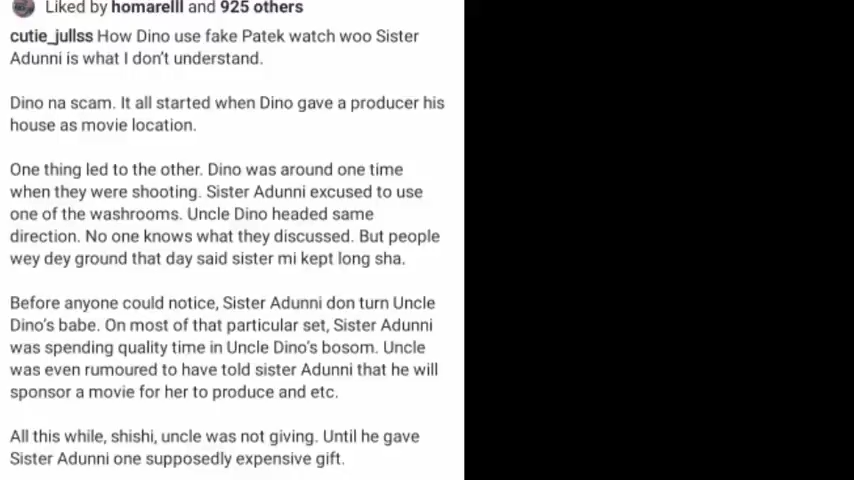 Liked by homarelll and 925 others
cutie_jullss How Dino use fake Patek watch woo Sister
Adunni is what I don't understand.
Dino na scam. It all started when Dino gave a producer his
house as movie location.
One thing led to the other. Dino was around one time
when they were shooting. Sister Adunni excused to use
one of the washrooms. Uncle Dino headed same
direction. No one knows what they discussed. But people
wey dey ground that day said sister mi kept long sha.
Before anyone could notice, Sister Adunni don turn Uncle
Dino's babe. On most of that particular set, Sister Adunni
was spending quality time in Uncle Dino's bosom. Uncle
was even rumoured to have told sister Adunni that he will
sponsor a movie for her to produce and etc.
All this while, shishi, uncle was not giving. Until he gave
Sister Adunni one supposedly expensive gift.